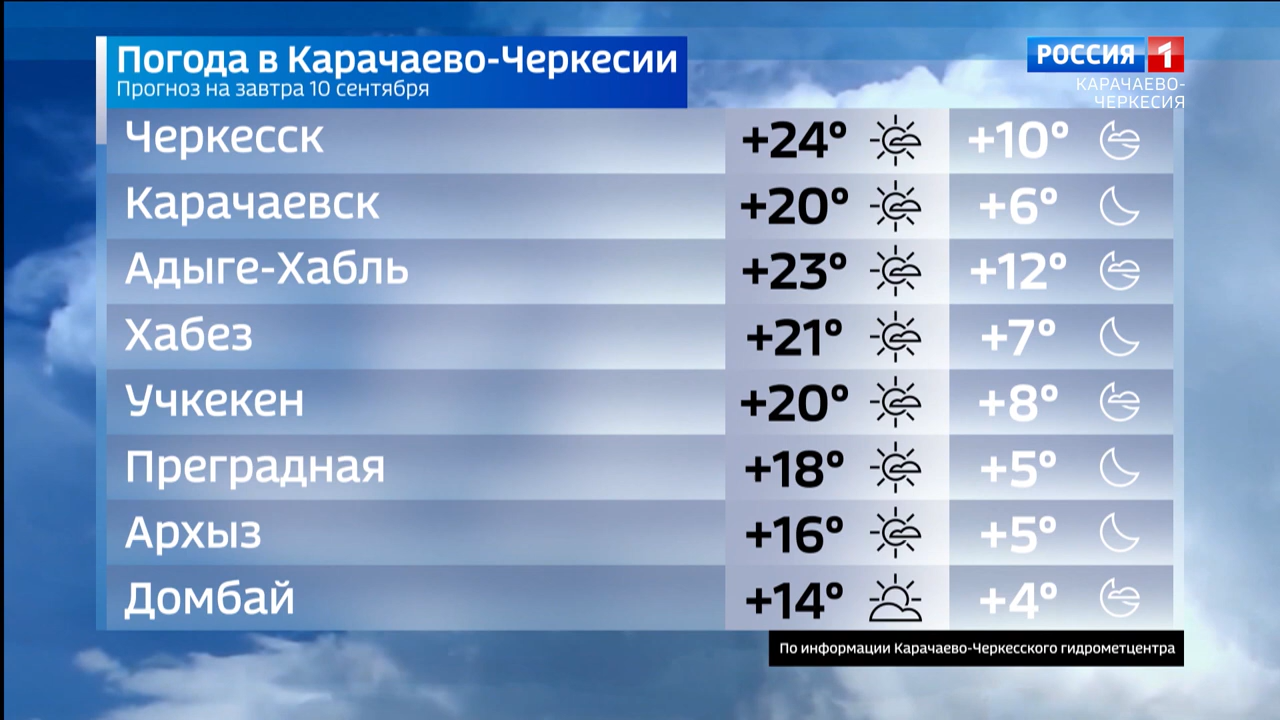 Погода в Карачаево-Черкесии
Прогноз на завтра 10 сентября
РОССИЯ 1
КАРАЧАЕВО-
ЧЕРКЕСИЯ
Черкесск +24° +10°
Карачаевск +20° +6°
Адыге-Хабль +23° +12°
Хабез +21° +7°
Учкекен +20° +8°
Преградная +18° +5°
Архыз +16° +5°
Домбай +14° +4°
По информации Карачаево-Черкесского гидрометцентра